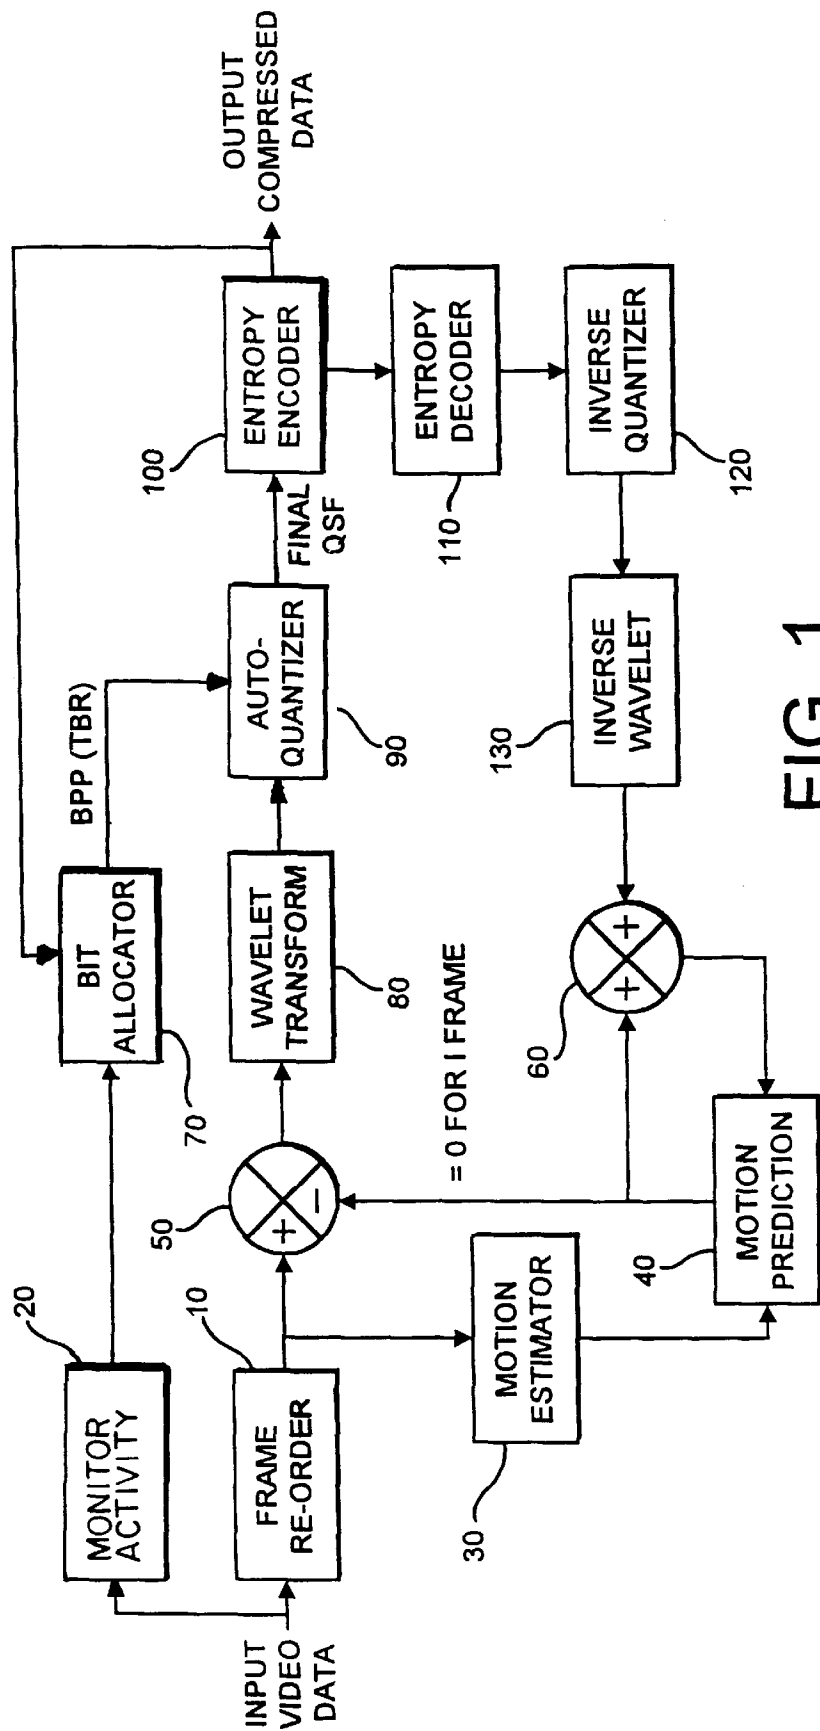 INPUT
VIDEO
DATA
MONITOR
ACTIVITY
20
FRAME
RE-ORDER
10
MOTION
ESTIMATOR
30
50
+
−
= 0 FOR I FRAME
MOTION
PREDICTION
40
BIT
ALLOCATOR
70
BPP (TBR)
WAVELET
TRANSFORM
80
AUTO-
QUANTIZER
90
FINAL
QSF
ENTROPY
ENCODER
100
OUTPUT
COMPRESSED
DATA
ENTROPY
DECODER
110
INVERSE
QUANTIZER
120
INVERSE
WAVELET
130
60
+
+
FIG. 1